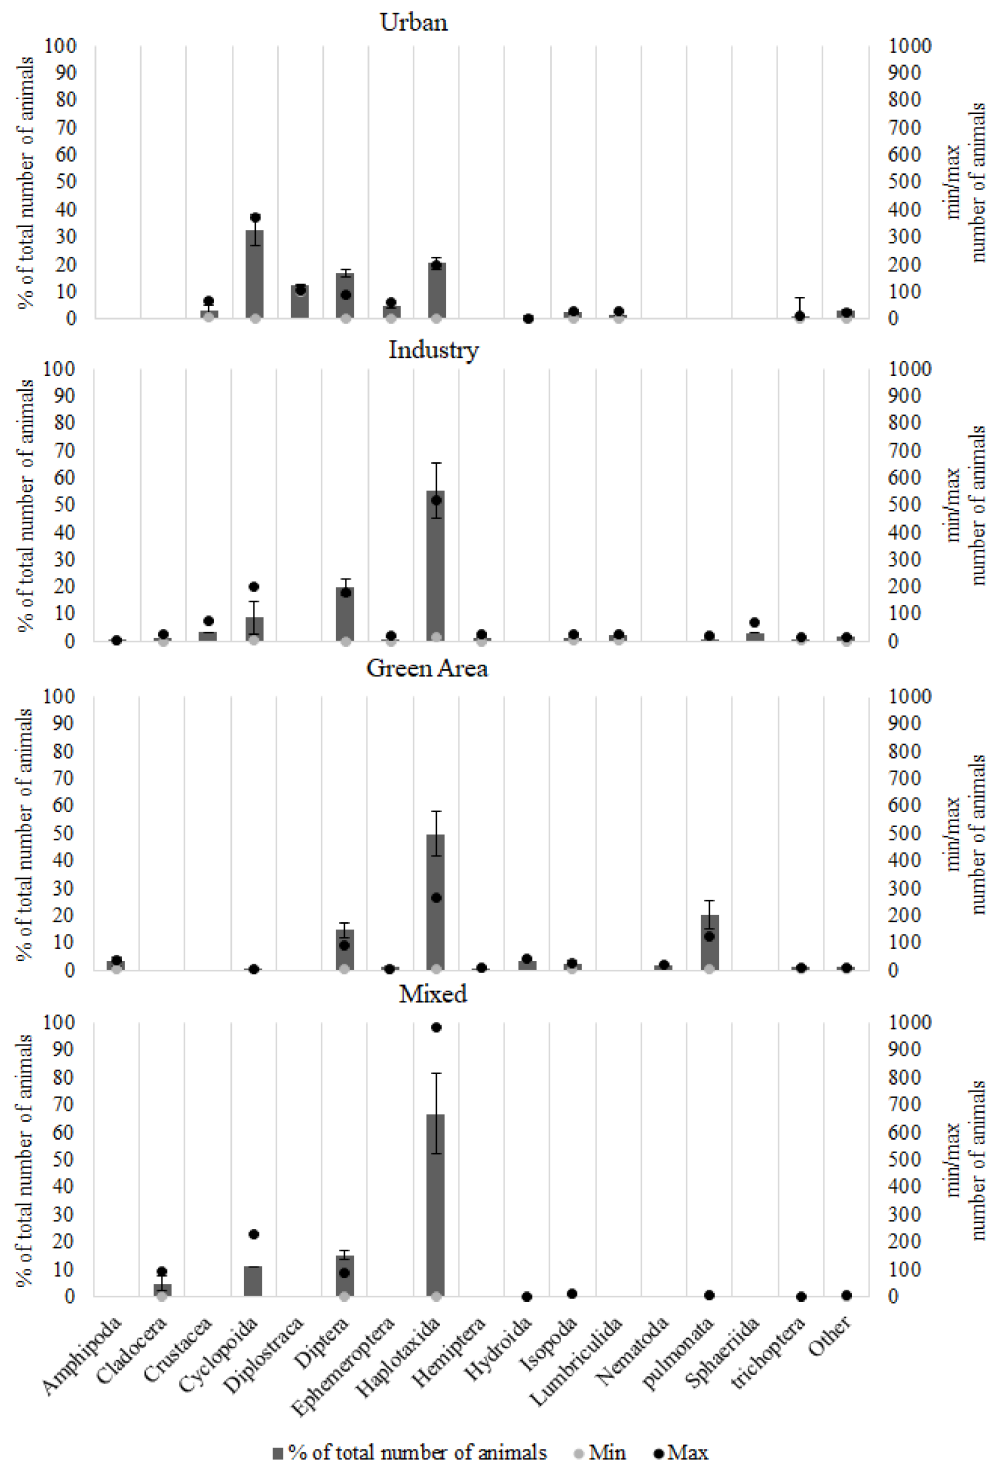 Urban
100 1000
90 900
80 800
70 700
60 600
50 500
40 400
30 300
20 200
10 100
0 0
% of total number of animals
min/max
number of animals
Industry
100 1000
90 900
80 800
70 700
60 600
50 500
40 400
30 300
20 200
10 100
0 0
% of total number of animals
min/max
number of animals
Green Area
100 1000
90 900
80 800
70 700
60 600
50 500
40 400
30 300
20 200
10 100
0 0
% of total number of animals
min/max
number of animals
Mixed
100 1000
90 900
80 800
70 700
60 600
50 500
40 400
30 300
20 200
10 100
0 0
% of total number of animals
min/max
number of animals
Amphipoda
Cladocera
Crustacea
Cyclopoida
Diplostraca
Diptera
Ephemeroptera
Haplotaxida
Hemiptera
Hydroida
Isopoda
Lumbriculida
Nematoda
pulmonata
Sphaeriida
trichoptera
Other
% of total number of animals Min Max